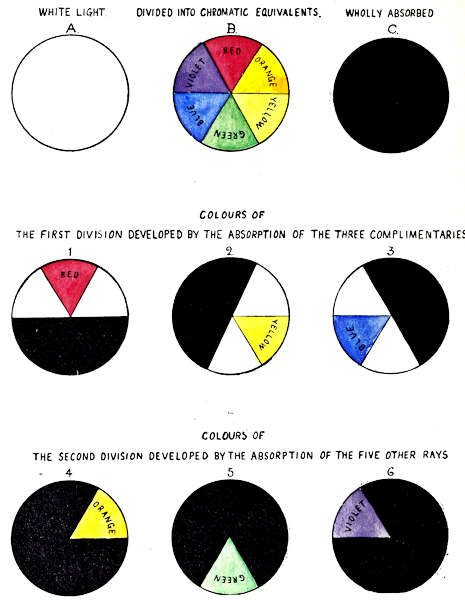 WHITE LIGHT. DIVIDED INTO CHROMATIC EQUIVALENTS. WHOLLY ABSORBED
A. B. C.
RED
ORANGE
YELLOW
GREEN
BLUE
VIOLET
COLOURS OF
THE FIRST DIVISION DEVELOPED BY THE ABSORPTION OF THE THREE COMPLIMENTARIES
1 2 3
RED
YELLOW
BLUE
COLOURS OF
THE SECOND DIVISION DEVELOPED BY THE ABSORPTION OF THE FIVE OTHER RAYS
4 5 6
ORANGE
GREEN
VIOLET